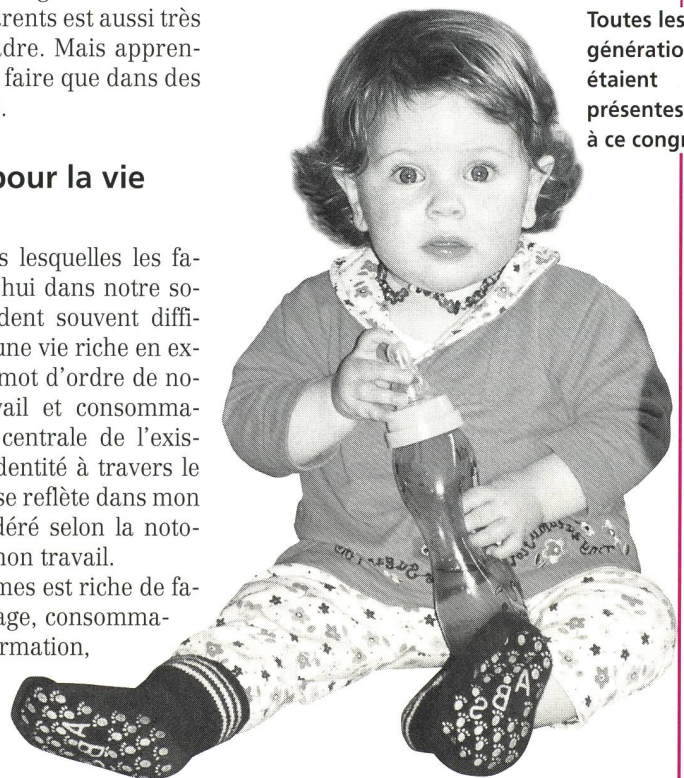 arents est aussi très
adre. Mais appren-
faire que dans des
pour la vie
s lesquelles les fa-
hui dans notre so-
dent souvent diffi-
une vie riche en ex-
mot d'ordre de no-
vail et consomma-
centrale de l'exis-
dentité à travers le
se reflète dans mon
déré selon la noto-
mon travail.
mes est riche de fa-
age, consomma-
rmation,
Toutes les
génératio
étaient
présentes
à ce congr
ABS